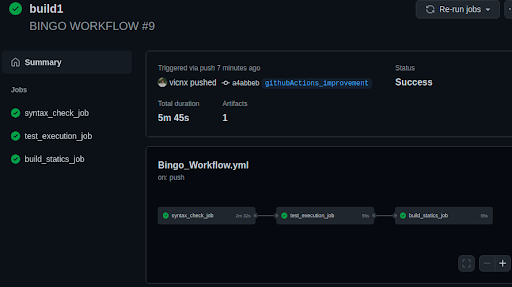 build1
BINGO WORKFLOW #9
Re-run jobs
Summary
Jobs
syntax_check_job
test_execution_job
build_statics_job
Triggered via push 7 minutes ago
vicnx pushed a4abbeb githubActions_improvement
Status
Success
Total duration
5m 45s
Artifacts
1
Bingo_Workflow.yml
on: push
syntax_check_job 2m 32s
test_execution_job
build_statics_job